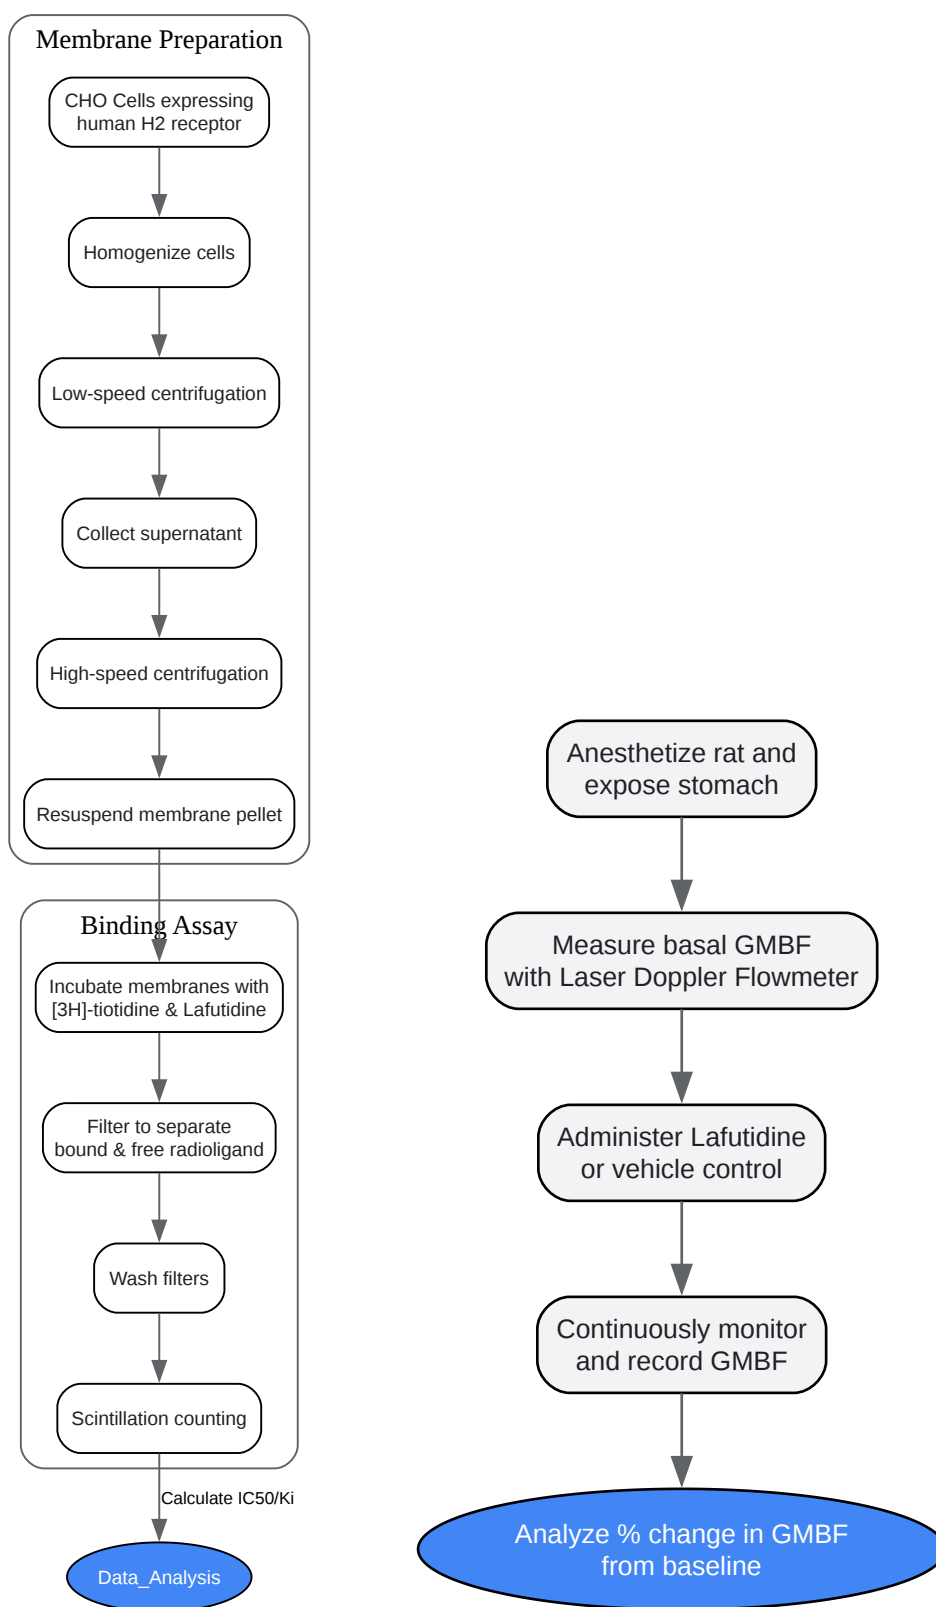 Membrane Preparation
CHO Cells expressing
human H2 receptor
Homogenize cells
Low-speed centrifugation
Collect supernatant
High-speed centrifugation
Resuspend membrane pellet
Binding Assay
Incubate membranes with
[3H]-tiotidine & Lafutidine
Filter to separate
bound & free radioligand
Wash filters
Scintillation counting
Calculate IC50/Ki
Data_Analysis
Anesthetize rat and
expose stomach
Measure basal GMBF
with Laser Doppler Flowmeter
Administer Lafutidine
or vehicle control
Continuously monitor
and record GMBF
Analyze % change in GMBF
from baseline